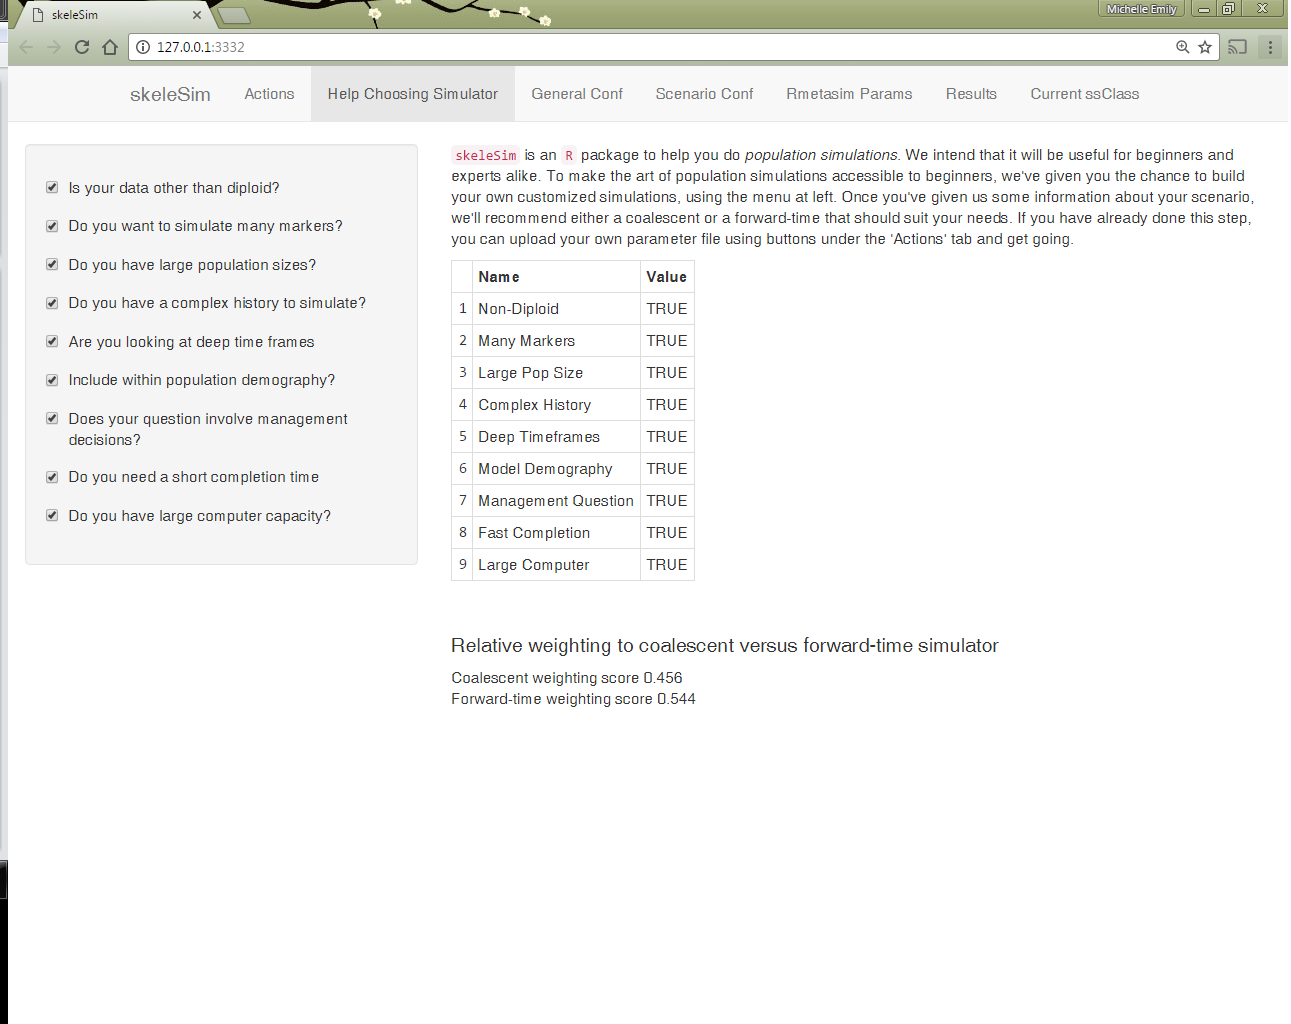 skeleSim
Michelle Emily
127.0.0.1:3332
skeleSim Actions Help Choosing Simulator General Conf Scenario Conf Rmetasim Params Results Current ssClass
Is your data other than diploid?
Do you want to simulate many markers?
Do you have large population sizes?
Do you have a complex history to simulate?
Are you looking at deep time frames
Include within population demography?
Does your question involve management
decisions?
Do you need a short completion time
Do you have large computer capacity?
skeleSim is an R package to help you do population simulations. We intend that it will be useful for beginners and
experts alike. To make the art of population simulations accessible to beginners, we've given you the chance to build
your own customized simulations, using the menu at left. Once you've given us some information about your scenario,
we'll recommend either a coalescent or a forward-time that should suit your needs. If you have already done this step,
you can upload your own parameter file using buttons under the 'Actions' tab and get going.
Name Value
1 Non-Diploid TRUE
2 Many Markers TRUE
3 Large Pop Size TRUE
4 Complex History TRUE
5 Deep Timeframes TRUE
6 Model Demography TRUE
7 Management Question TRUE
8 Fast Completion TRUE
9 Large Computer TRUE
Relative weighting to coalescent versus forward-time simulator
Coalescent weighting score 0.456
Forward-time weighting score 0.544